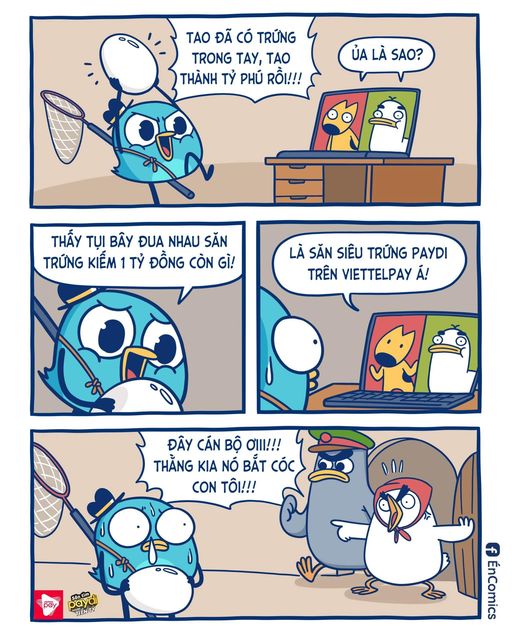 TAO ĐÃ CÓ TRỨNG
TRONG TAY, TAO
THÀNH TỶ PHÚ RỒI!!!
ỦA LÀ SAO?
THẤY TỤI BÂY ĐUA NHAU SĂN
TRỨNG KIẾM 1 TỶ ĐỒNG CÒN GÌ!
LÀ SĂN SIÊU TRỨNG PAYDI
TRÊN VIETTELPAY Á!
ĐÂY CÁN BỘ ƠIII!!!
THẰNG KIA NÓ BẮT CÓC
CON TÔI!!!
pay
paydi
ÉnComics